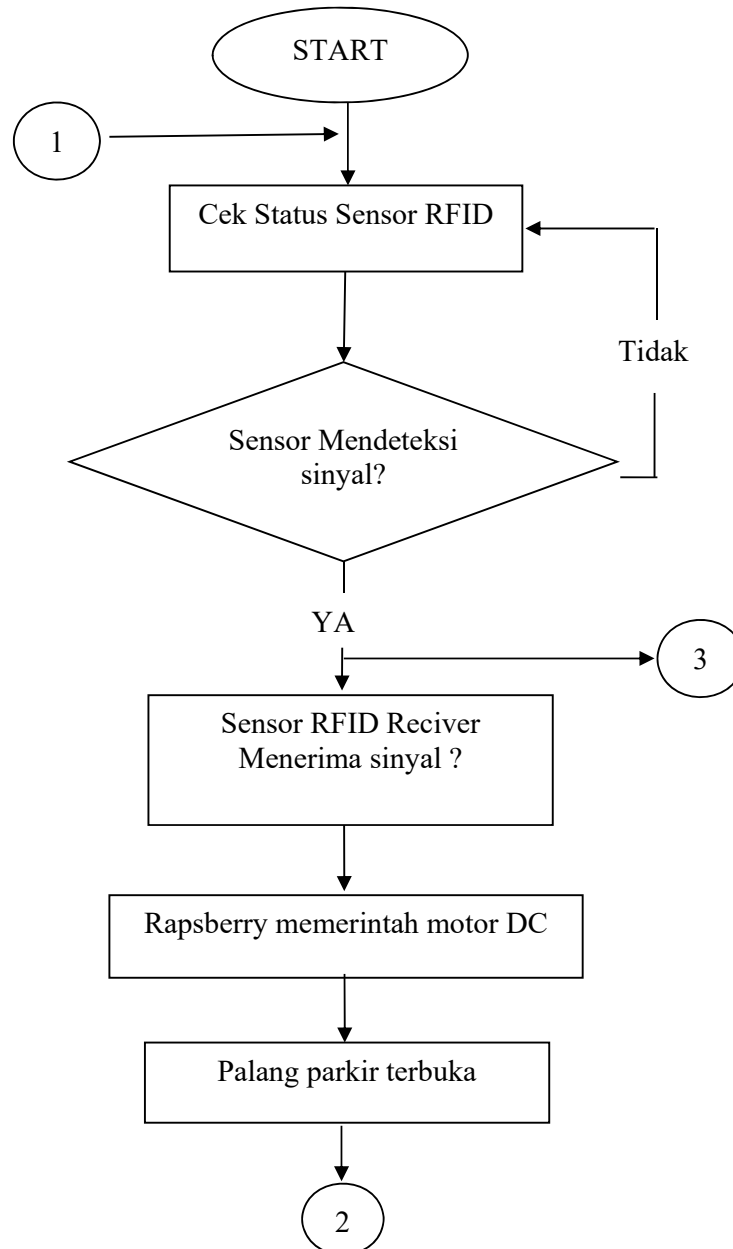 START
1
Cek Status Sensor RFID
Tidak
Sensor Mendeteksi
sinyal?
YA
3
Sensor RFID Reciver
Menerima sinyal ?
Rapsberry memerintah motor DC
Palang parkir terbuka
2